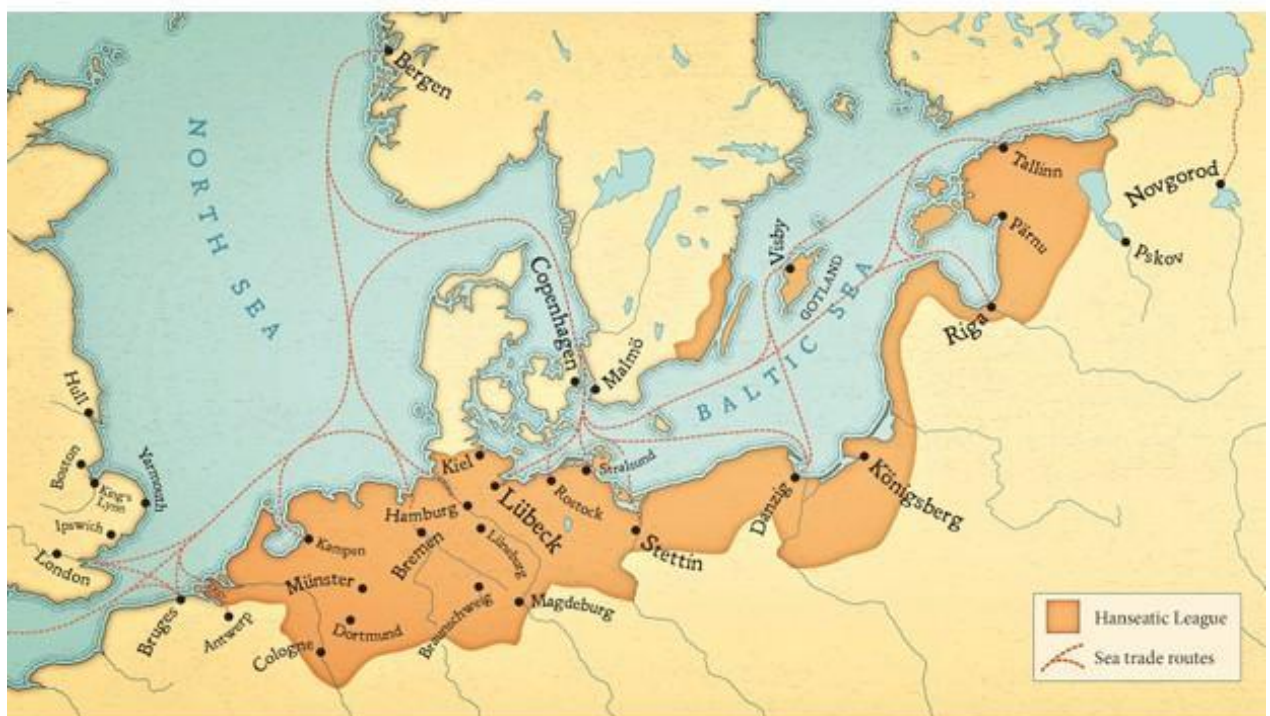 Bergen
NORTH SEA
Tallinn
Novgorod
Pärnu
Pskov
Visby
GOTLAND
Copenhagen
Malmö
BALTIC SEA
Riga
Hull
Boston
King's
Lynn
Yarmouth
Ipswich
London
Kiel
Stralsund
Rostock
Lübeck
Hamburg
Lüneburg
Bremen
Kampen
Stettin
Danzig
Königsberg
Münster
Dortmund
Cologne
Braunschweig
Magdeburg
Bruges
Antwerp
Hanseatic League
Sea trade routes